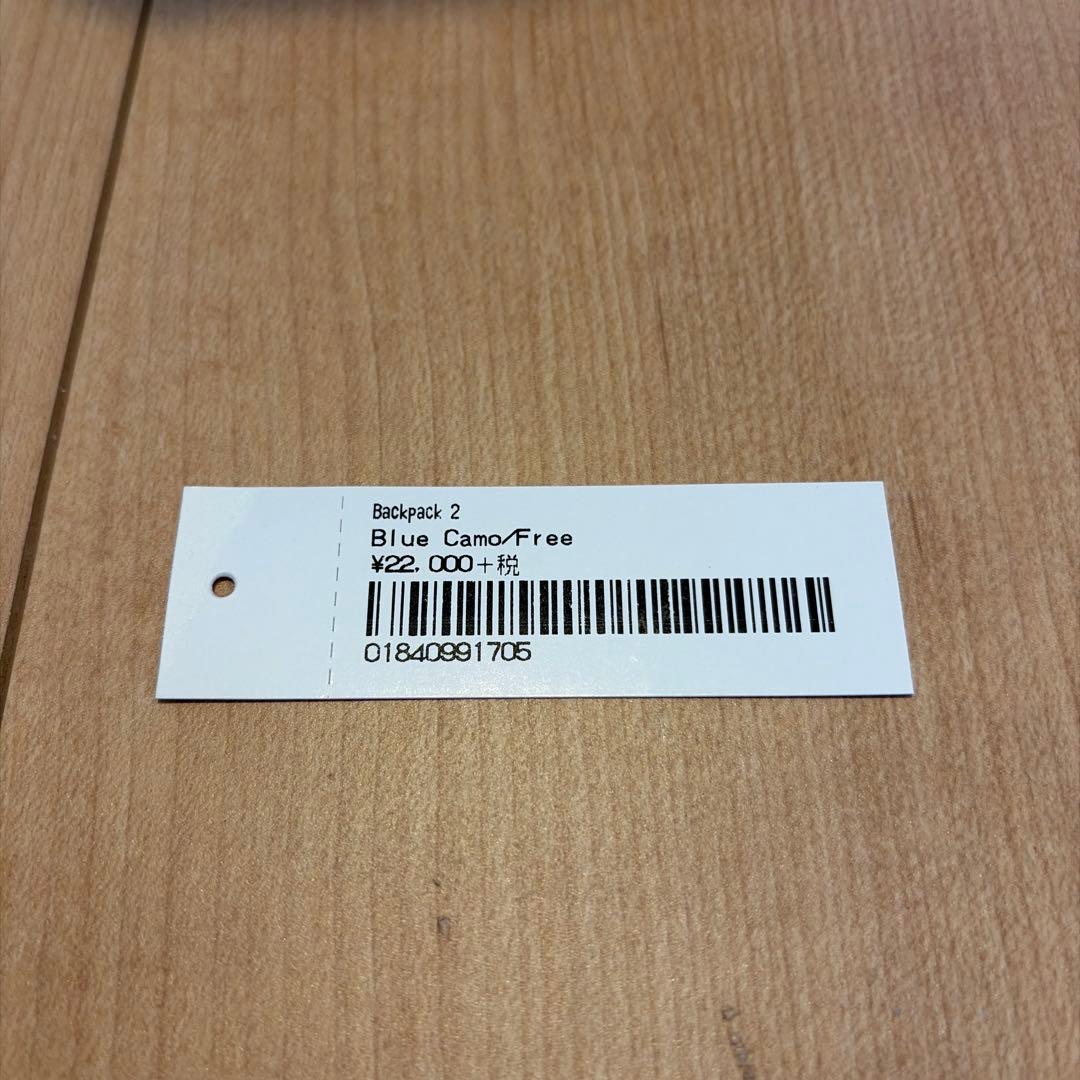 Backpack 2
Blue Camo/Free
¥22,000+税
01840991705